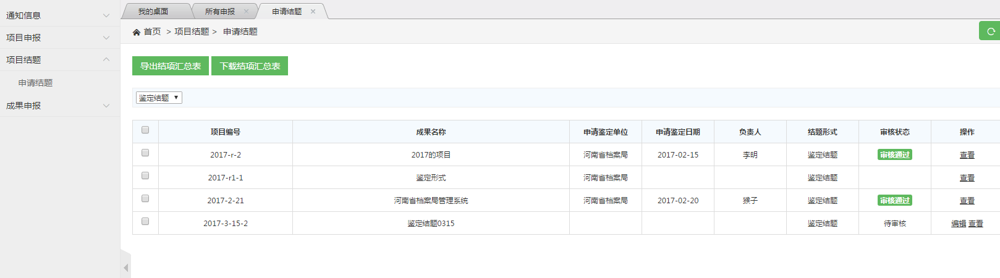 通知信息
项目申报
项目结题
申请结题
成果申报
我的桌面 所有申报 × 申请结题 ×
首页 > 项目结题 > 申请结题
导出结项汇总表 下载结项汇总表
鉴定结题
项目编号 成果名称 申请鉴定单位 申请鉴定日期 负责人 结题形式 审核状态 操作
2017-r-2 2017的项目 河南省档案局 2017-02-15 李明 鉴定结题 审核通过 查看
2017-r1-1 鉴定形式 河南省档案局 鉴定结题 查看
2017-2-21 河南省档案局管理系统 河南省档案局 2017-02-20 猴子 鉴定结题 审核通过 查看
2017-3-15-2 鉴定结题0315 鉴定结题 待审核 编辑 查看